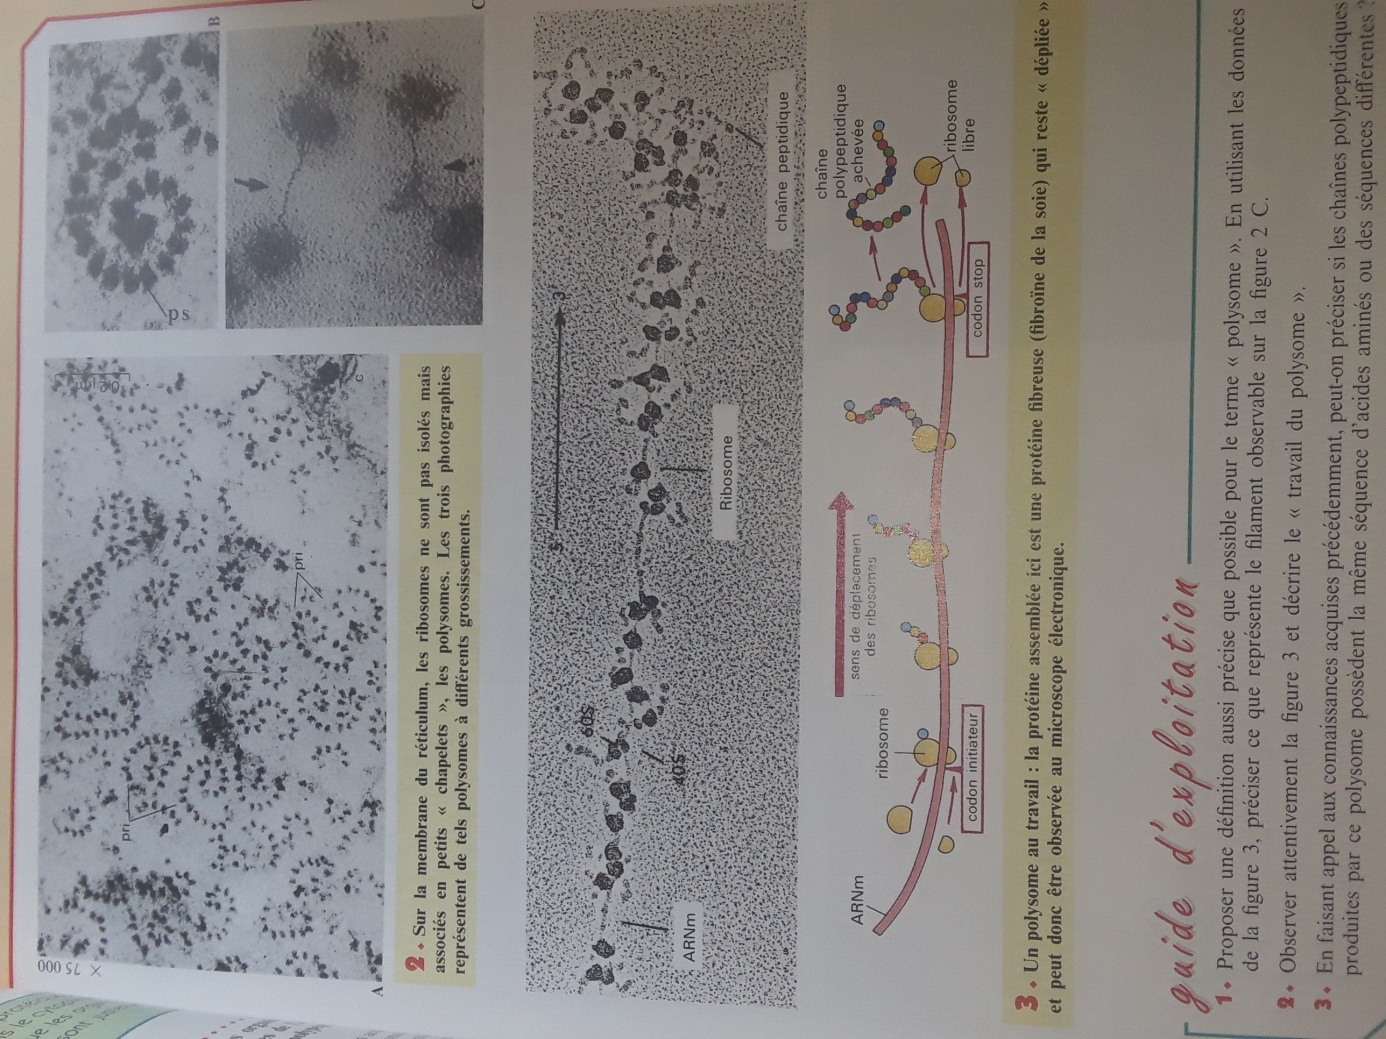 × 75 000
A
pri
pri
0,2 µm
c
ps
B
C
2 • Sur la membrane du réticulum, les ribosomes ne sont pas isolés mais
associés en petits « chapelets », les polysomes. Les trois photographies
représentent de tels polysomes à différents grossissements.
5'
3'
60S
40S
ARNm
Ribosome
chaîne peptidique
ARNm
ribosome
codon initiateur
sens de déplacement
des ribosomes
chaîne
polypeptidique
achevée
ribosome
libre
codon stop
3 • Un polysome au travail : la protéine assemblée ici est une protéine fibreuse (fibroïne de la soie) qui reste « dépliée »
et peut donc être observée au microscope électronique.
guide d'exploitation
1 • Proposer une définition aussi précise que possible pour le terme « polysome ». En utilisant les données
de la figure 3, préciser ce que représente le filament observable sur la figure 2 C.
2 • Observer attentivement la figure 3 et décrire le « travail du polysome ».
3 • En faisant appel aux connaissances acquises précédemment, peut-on préciser si les chaînes polypeptidiques
produites par ce polysome possèdent la même séquence d'acides aminés ou des séquences différentes ?